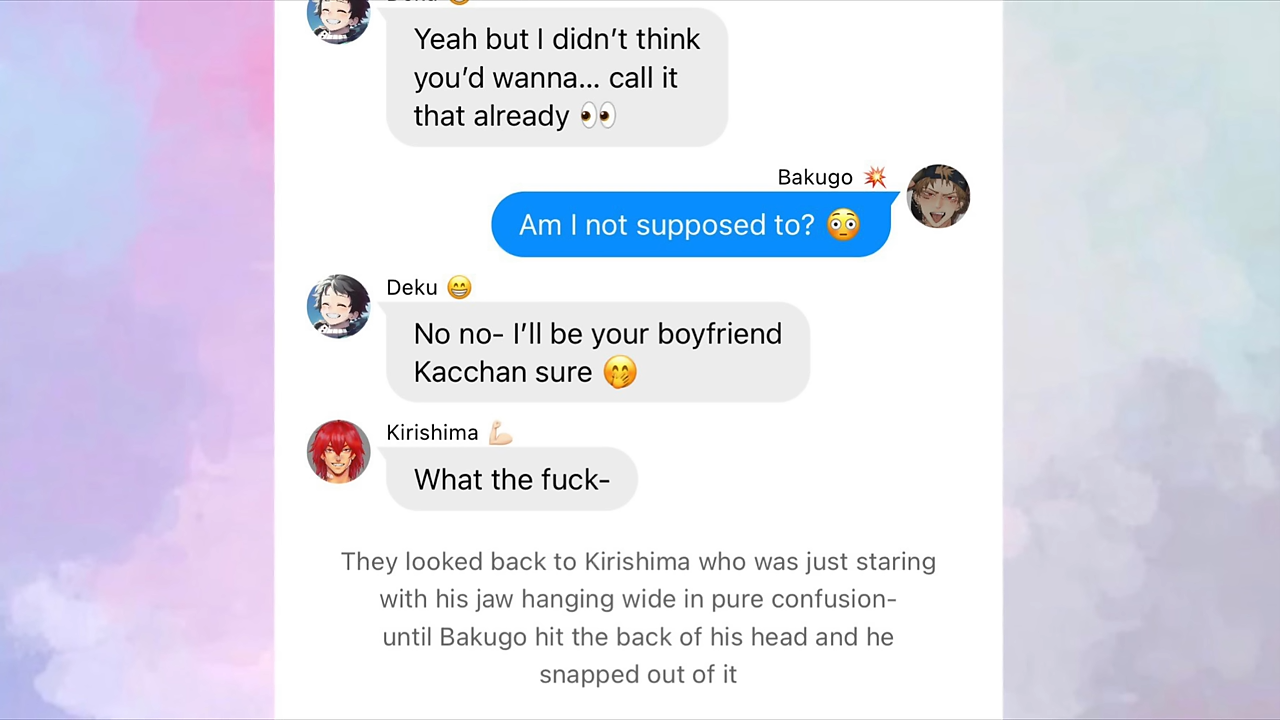 Deku 😄
Yeah but I didn’t think
you’d wanna... call it
that already 👀
Bakugo 💥
Am I not supposed to? 😳
Deku 😁
No no- I’ll be your boyfriend
Kacchan sure 🤭
Kirishima 💪🏻
What the fuck-
They looked back to Kirishima who was just staring
with his jaw hanging wide in pure confusion-
until Bakugo hit the back of his head and he
snapped out of it